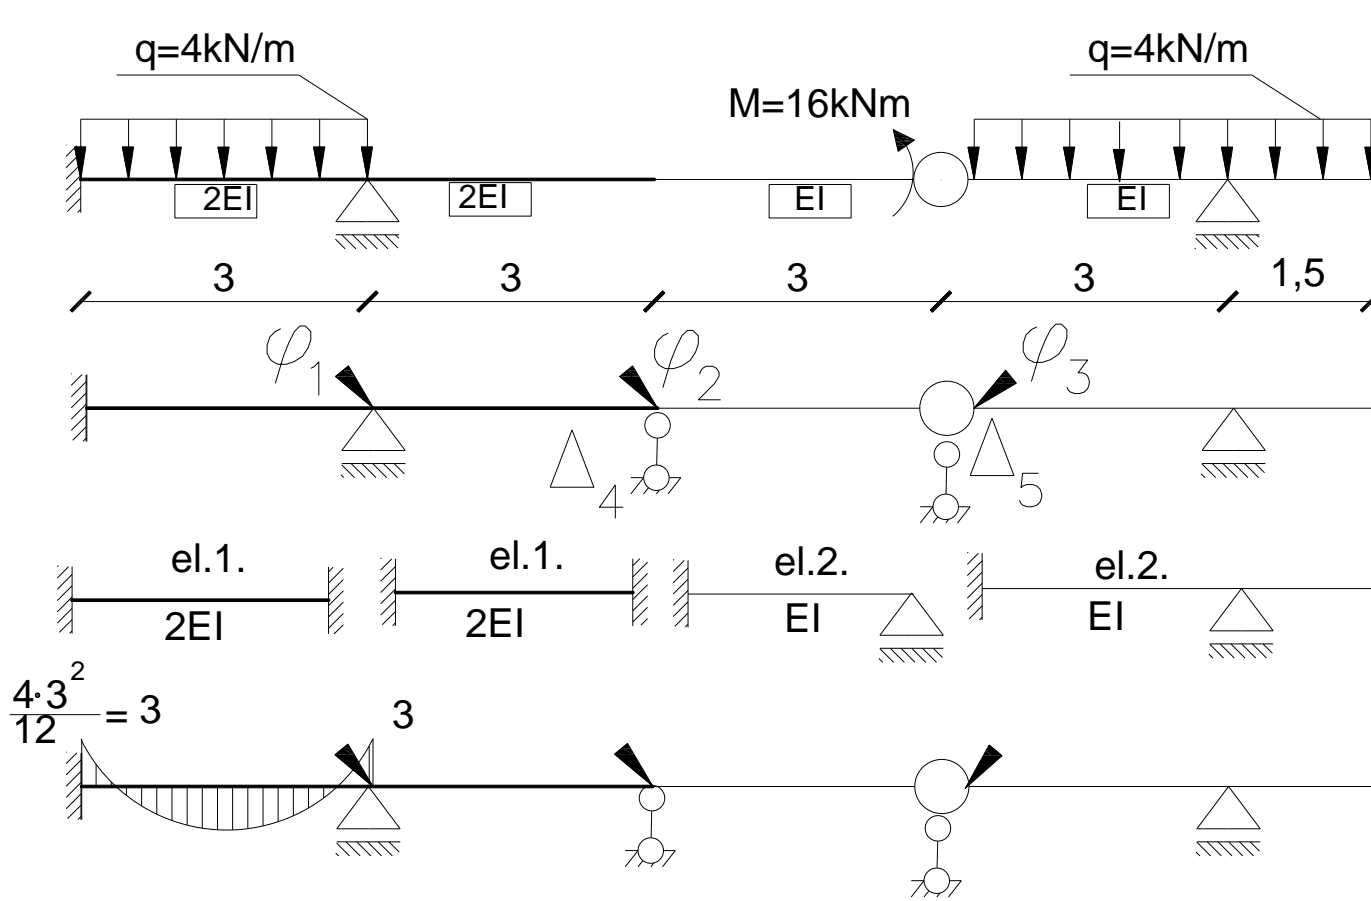 q=4kN/m
q=4kN/m
M=16kNm
2EI
2EI
EI
EI
3
3
3
3
1,5
φ1
φ2
φ3
Δ4
Δ5
el.1.
el.1.
el.2.
el.2.
2EI
2EI
EI
EI
4·3²
12
= 3
3